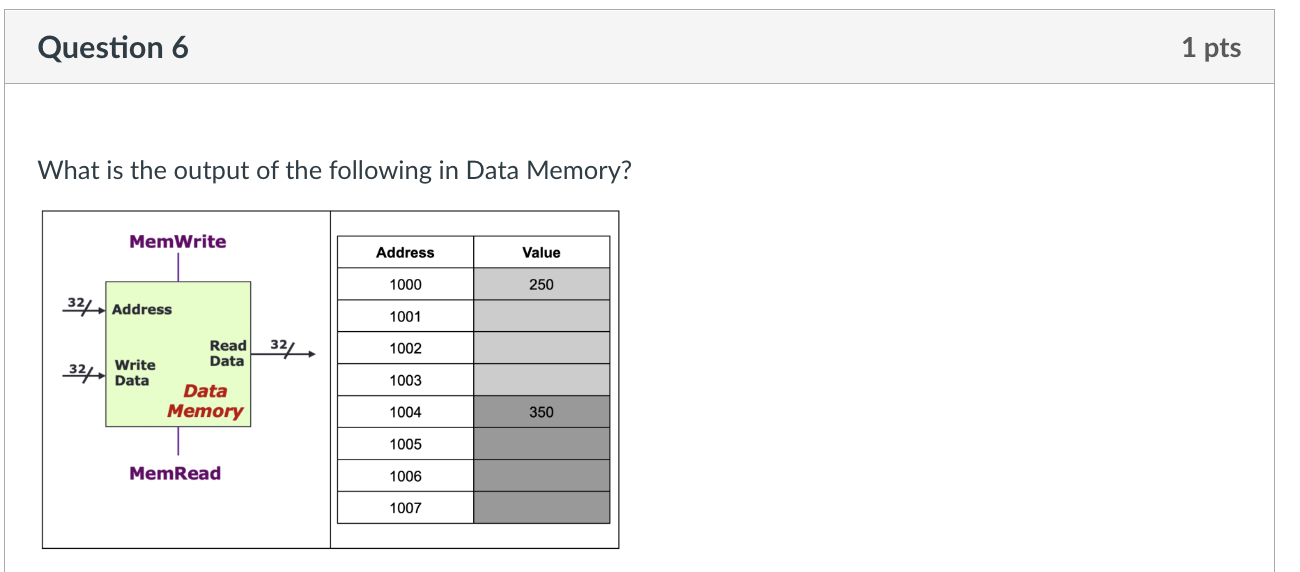 Question 6
1 pts
What is the output of the following in Data Memory?
MemWrite
32
Address
32
Write
Data
Read
Data
32
Data
Memory
MemRead
Address Value
1000 250
1001
1002
1003
1004 350
1005
1006
1007